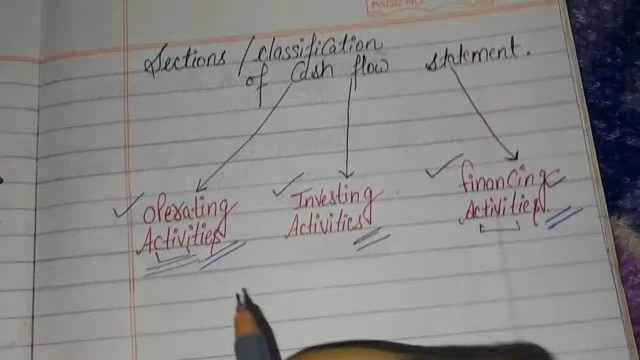 Sections / classification
of Cash flow statement.
Operating Investing financing
Activities Activities Activities